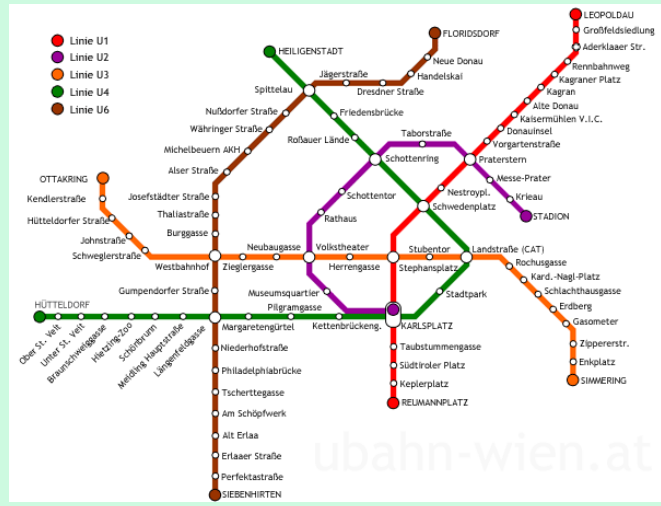 Linie U1
Linie U2
Linie U3
Linie U4
Linie U6
LEOPOLDAU
Großfeldsiedlung
Aderklaaer Str.
Rennbahnweg
Kagraner Platz
Kagran
Alte Donau
Kaisermühlen V.I.C.
Donauinsel
Vorgartenstraße
Praterstern
Nestroypl.
Schwedenplatz
Stephansplatz
KARLSPLATZ
Taubstummengasse
Südtiroler Platz
Keplerplatz
REUMANNPLATZ
FLORIDSDORF
Neue Donau
Handelskai
Dresdner Straße
Jägerstraße
Spittelau
Nußdorfer Straße
Währinger Straße
Michelbeuern AKH
Alser Straße
Josefstädter Straße
Thaliastraße
Burggasse
Westbahnhof
Gumpendorfer Straße
Längenfeldgasse
Niederhofstraße
Philadelphiabrücke
Tscherttegasse
Am Schöpfwerk
Alt Erlaa
Erlaaer Straße
Perfektastraße
SIEBENHIRTEN
HEILIGENSTADT
Friedensbrücke
Roßauer Lände
Schottenring
Landstraße (CAT)
Stadtpark
Kettenbrückeng.
Pilgramgasse
Margaretengürtel
Meldling Hauptstraße
Schönbrunn
Hietzing-Zoo
Braunschweiggasse
Unter St. Veit
Ober St. Veit
HÜTTELDORF
Taborstraße
Messe-Prater
Krieau
STADION
Schottentor
Rathaus
Volkstheater
Museumsquartier
OTTAKRING
Kendlerstraße
Hütteldorfer Straße
Johnstraße
Schweglerstraße
Zieglergasse
Neubaugasse
Herrengasse
Stubentor
Rochusgasse
Kard.-Nagl-Platz
Schlachthausgasse
Erdberg
Gasometer
Zippererstr.
Enkplatz
SIMMERING
ubahn-wien.at